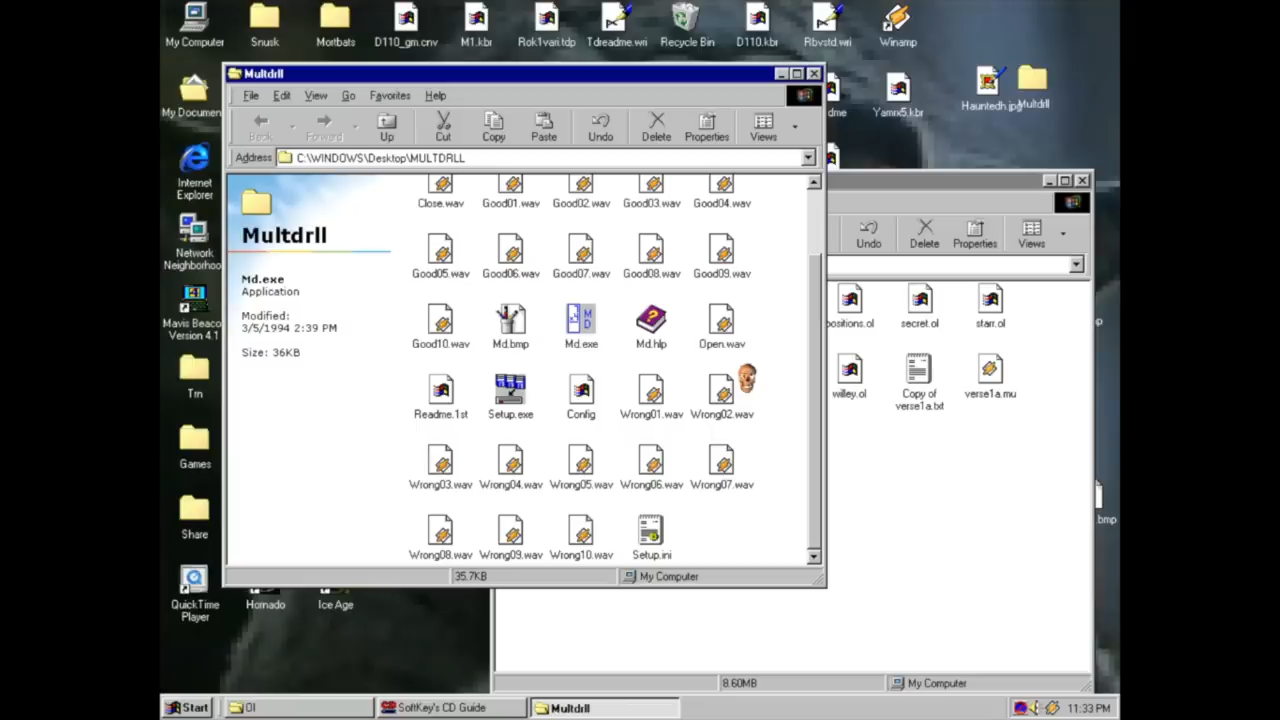 My Computer
Snusk
Mortbats
D110_gm.cnv
M1.kbr
Rok1vari.tdp
Tdreadme.wri
Recycle Bin
D110.kbr
Rbvstd.wri
Winamp
Multdrll
File Edit View Go Favorites Help
My Documen
dme
Yamrx5.kbr
Hauntedh.jpg
Multdrll
Back Forward Up Cut Copy Paste Undo Delete Properties Views
Address C:\WINDOWS\Desktop\MULTDRLL
Internet
Explorer
Multdrll
Md.exe
Application
Modified:
3/5/1994 2:39 PM
Size: 36KB
Close.wav Good01.wav Good02.wav Good03.wav Good04.wav
Good05.wav Good06.wav Good07.wav Good08.wav Good09.wav
Good10.wav Md.bmp Md.exe Md.hlp Open.wav
Readme.1st Setup.exe Config Wrong01.wav Wrong02.wav
Wrong03.wav Wrong04.wav Wrong05.wav Wrong06.wav Wrong07.wav
Wrong08.wav Wrong09.wav Wrong10.wav Setup.ini
35.7KB My Computer
Undo Delete Properties Views
positions.ol secret.ol starr.ol
willey.ol Copy of
verse1a.txt
verse1a.mu
8.60MB My Computer
Network
Neighborhoo
Mavis Beaco
Version 4.1
Trn
Games
Share
.bmp
QuickTime
Player
Hornado
Ice Age
Start OI SoftKey's CD Guide Multdrll 11:33 PM